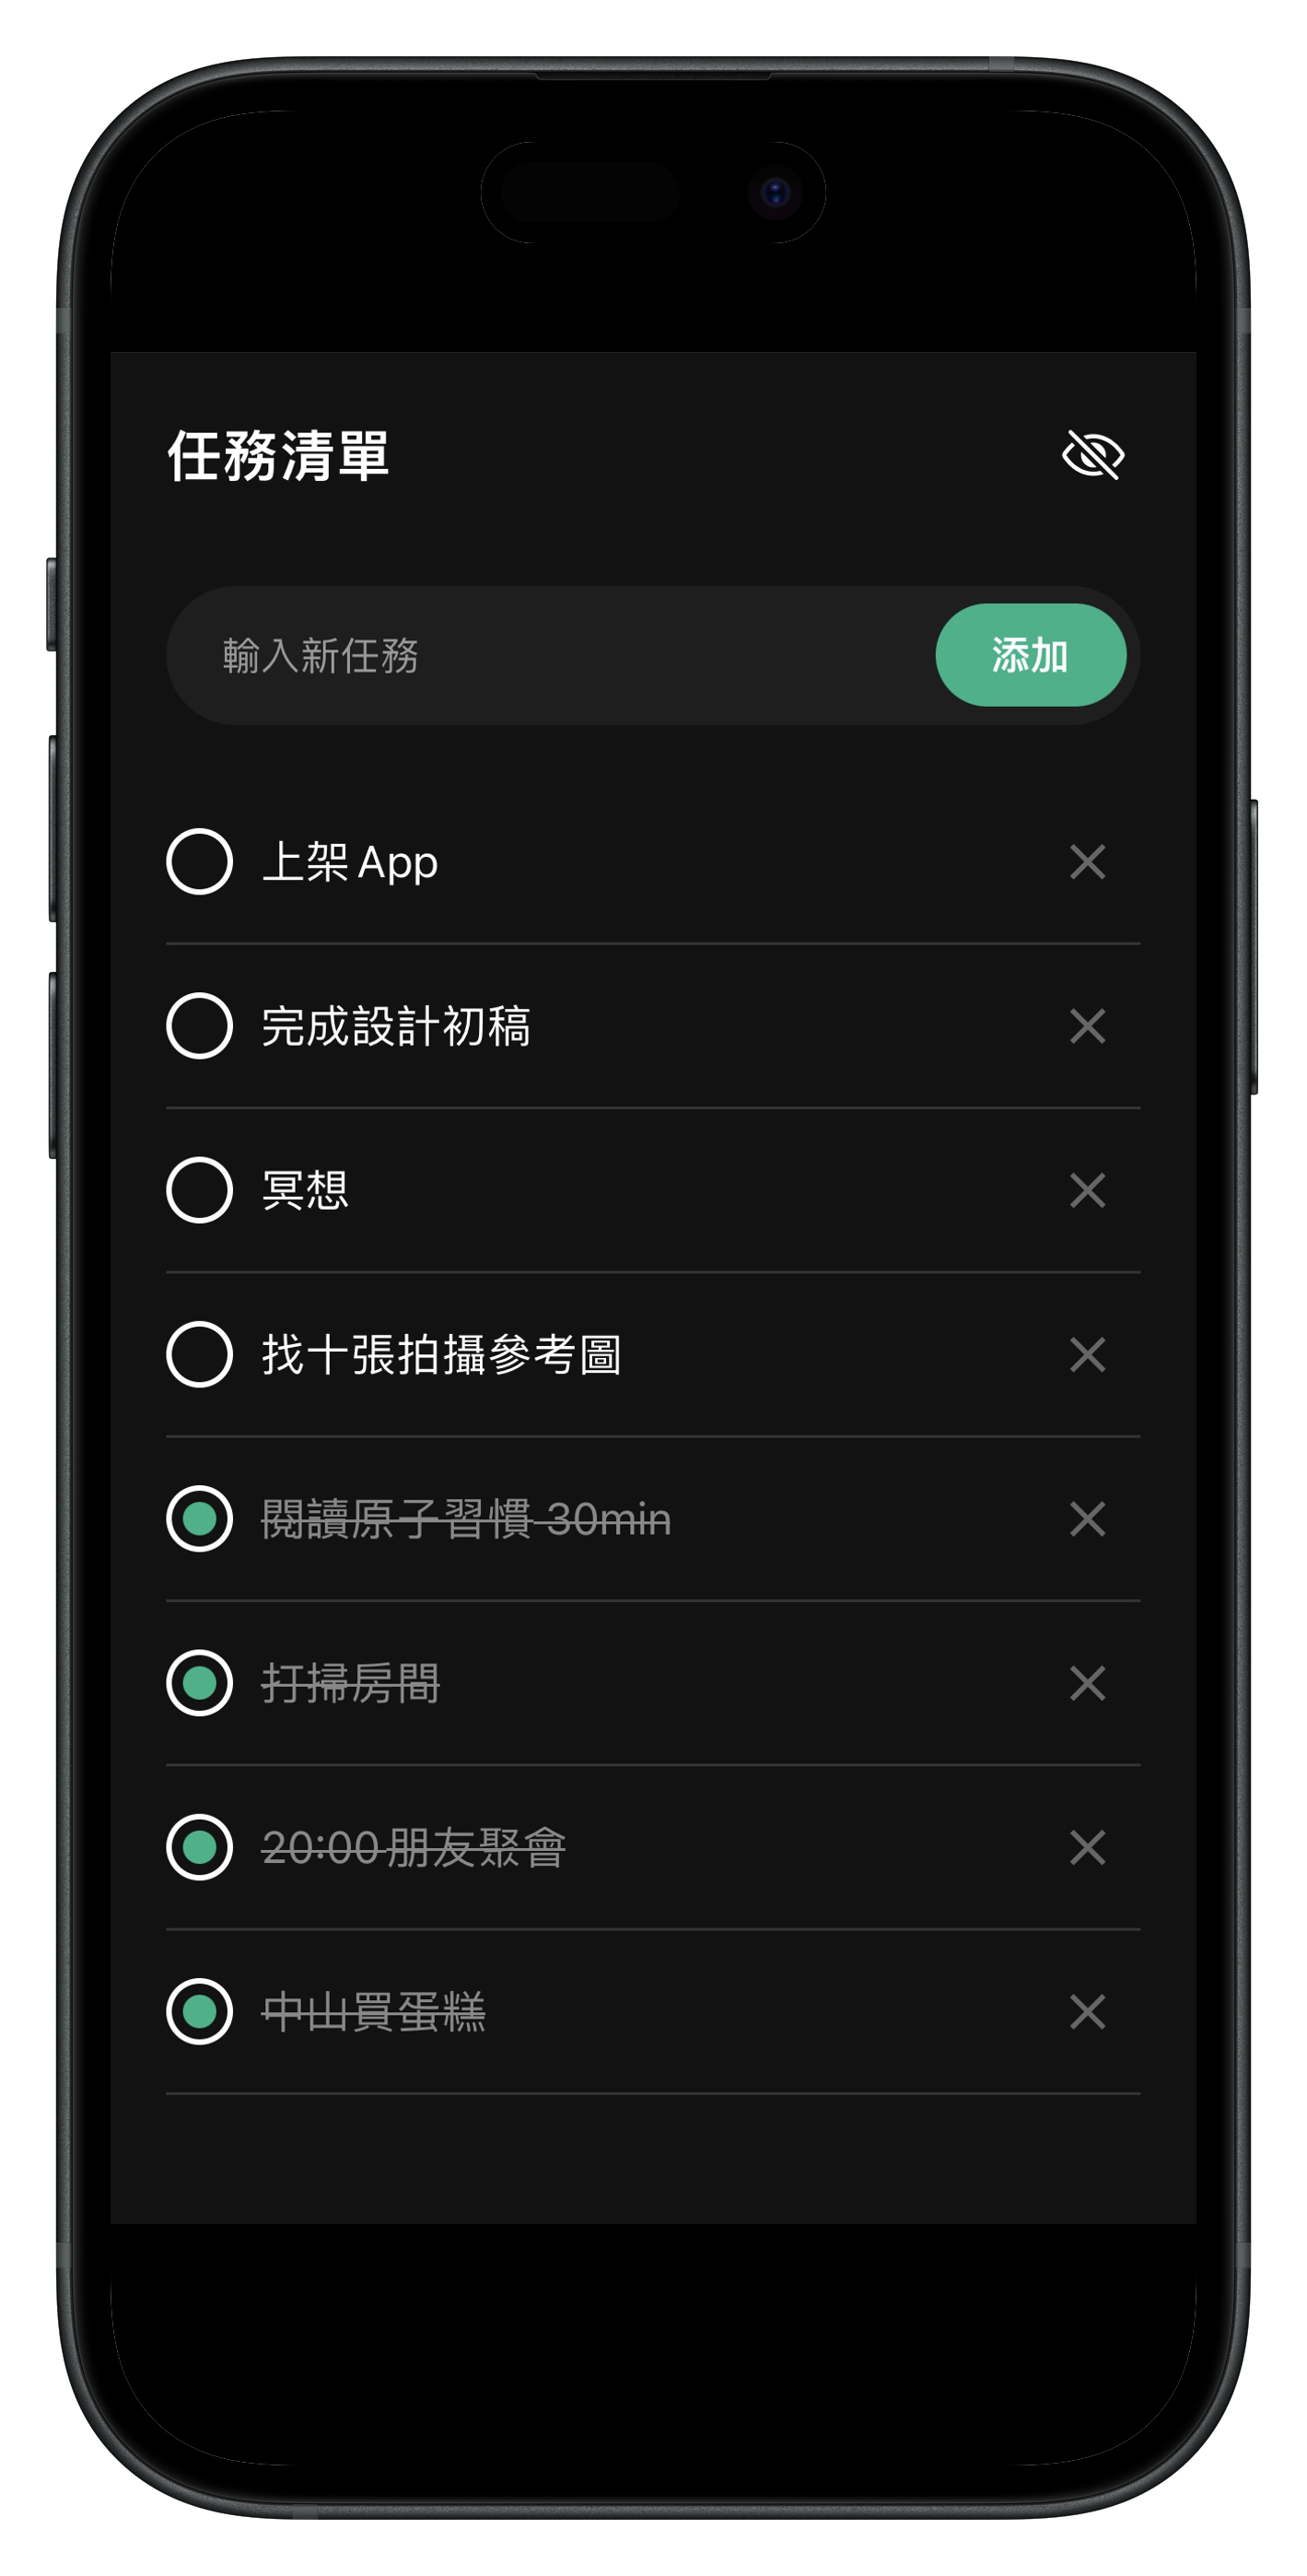 任務清單
輸入新任務
添加
上架 App
完成設計初稿
冥想
找十張拍攝參考圖
閱讀原子習慣 30min
打掃房間
20:00 朋友聚會
中山買蛋糕